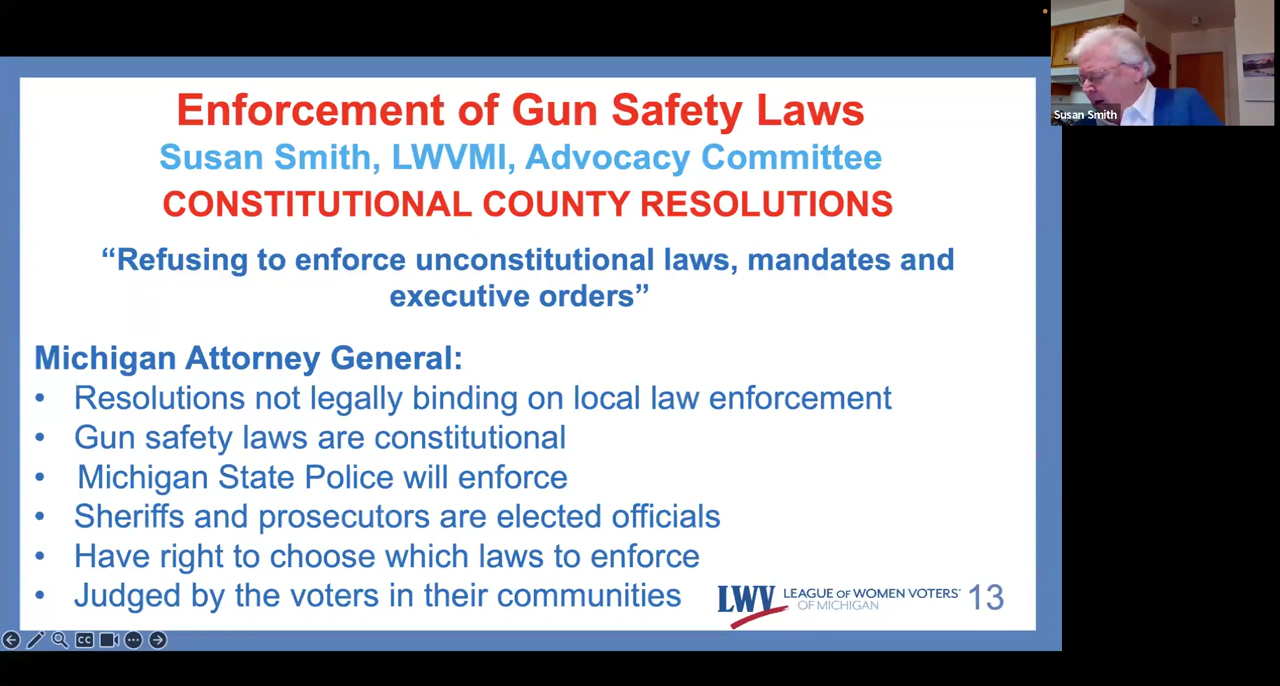 Enforcement of Gun Safety Laws
Susan Smith, LWVMI, Advocacy Committee
CONSTITUTIONAL COUNTY RESOLUTIONS
“Refusing to enforce unconstitutional laws, mandates and
executive orders”
Michigan Attorney General:
• Resolutions not legally binding on local law enforcement
• Gun safety laws are constitutional
• Michigan State Police will enforce
• Sheriffs and prosecutors are elected officials
• Have right to choose which laws to enforce
• Judged by the voters in their communities
LWV LEAGUE OF WOMEN VOTERS®
OF MICHIGAN
13
CC
Susan Smith